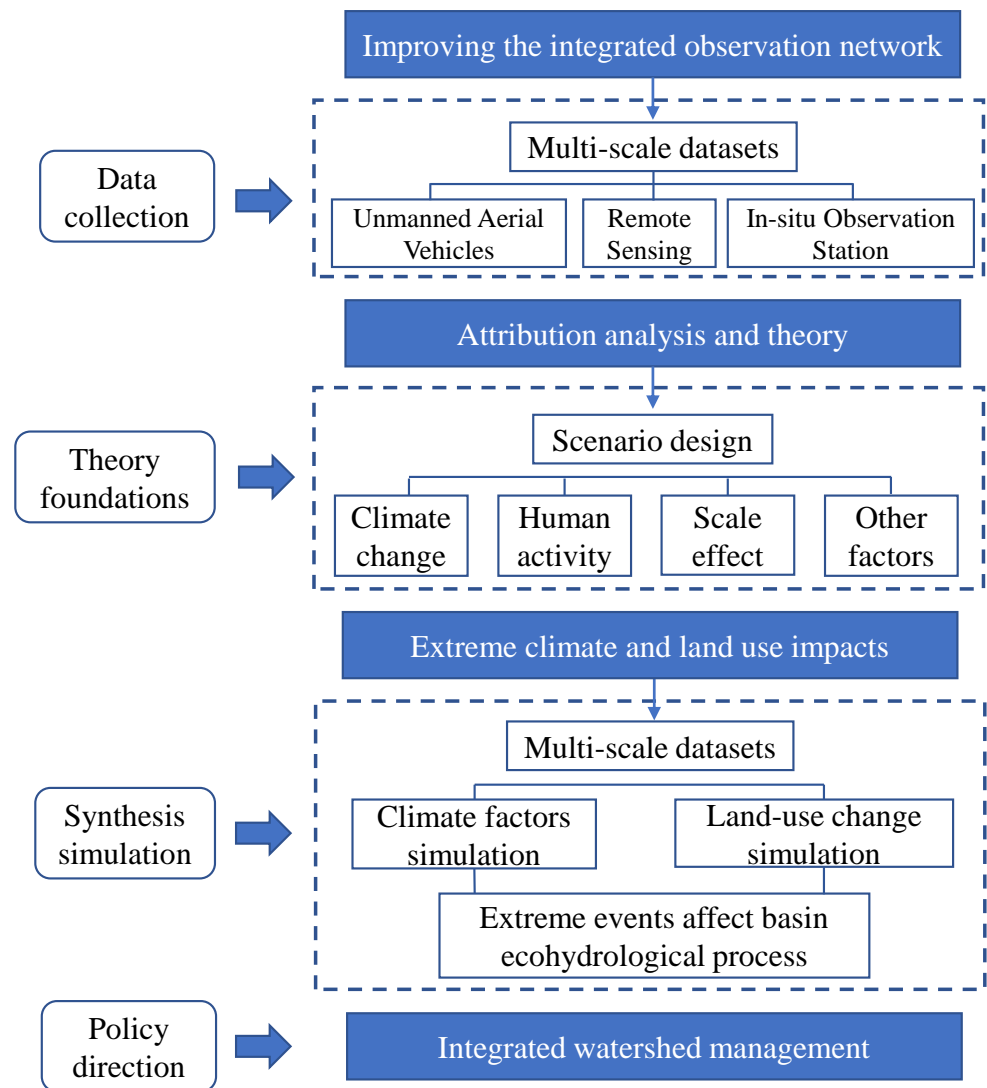 Improving the integrated observation network
Data
collection
Multi-scale datasets
Unmanned Aerial
Vehicles
Remote
Sensing
In-situ Observation
Station
Attribution analysis and theory
Theory
foundations
Scenario design
Climate
change
Human
activity
Scale
effect
Other
factors
Extreme climate and land use impacts
Synthesis
simulation
Multi-scale datasets
Climate factors
simulation
Land-use change
simulation
Extreme events affect basin
ecohydrological process
Policy
direction
Integrated watershed management